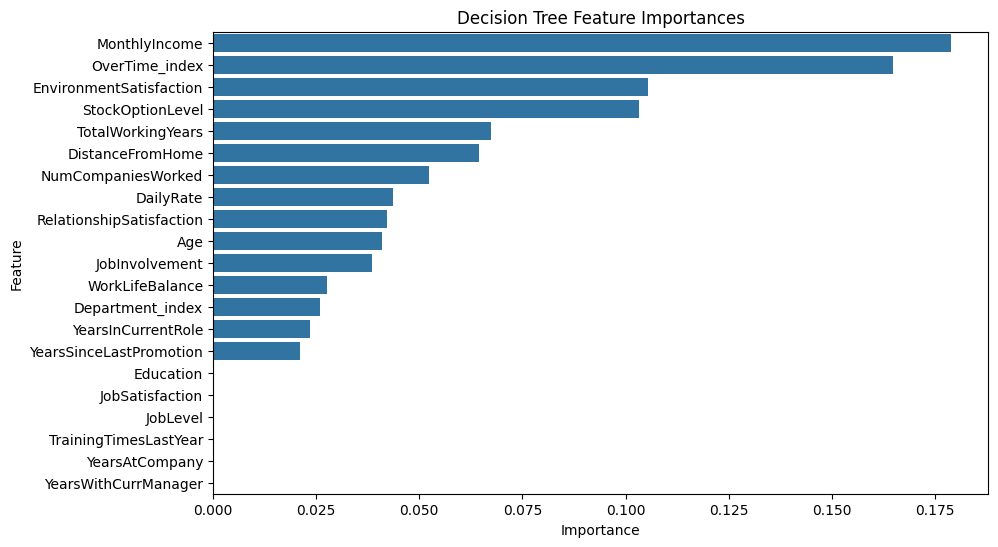 Decision Tree Feature Importances
Feature
MonthlyIncome
OverTime_index
EnvironmentSatisfaction
StockOptionLevel
TotalWorkingYears
DistanceFromHome
NumCompaniesWorked
DailyRate
RelationshipSatisfaction
Age
JobInvolvement
WorkLifeBalance
Department_index
YearsInCurrentRole
YearsSinceLastPromotion
Education
JobSatisfaction
JobLevel
TrainingTimesLastYear
YearsAtCompany
YearsWithCurrManager
0.000 0.025 0.050 0.075 0.100 0.125 0.150 0.175
Importance